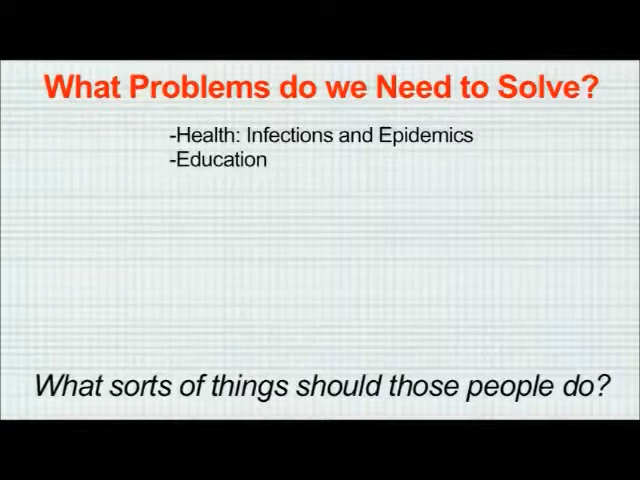 What Problems do we Need to Solve?
-Health: Infections and Epidemics
-Education
What sorts of things should those people do?